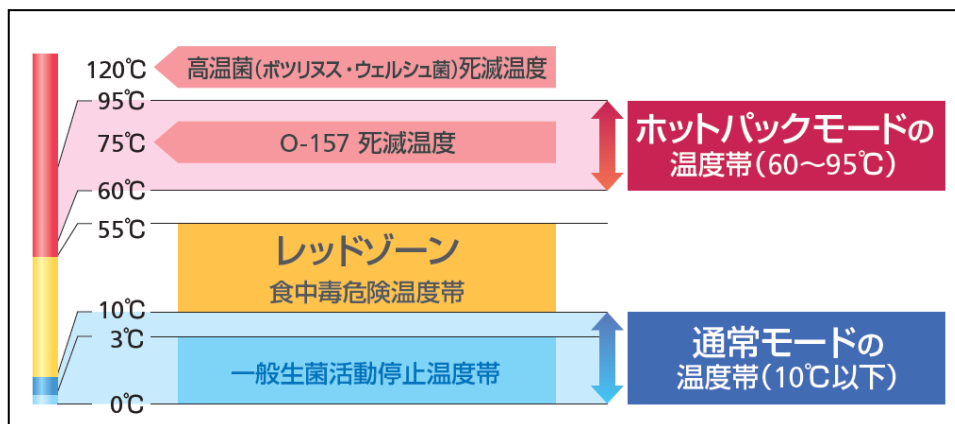 120℃
高温菌(ボツリヌス・ウェルシュ菌)死滅温度
95℃
ホットパックモードの
温度帯(60〜95℃)
75℃
O-157 死滅温度
60℃
55℃
レッドゾーン
食中毒危険温度帯
10℃
3℃
通常モードの
温度帯(10℃以下)
一般生菌活動停止温度帯
0℃